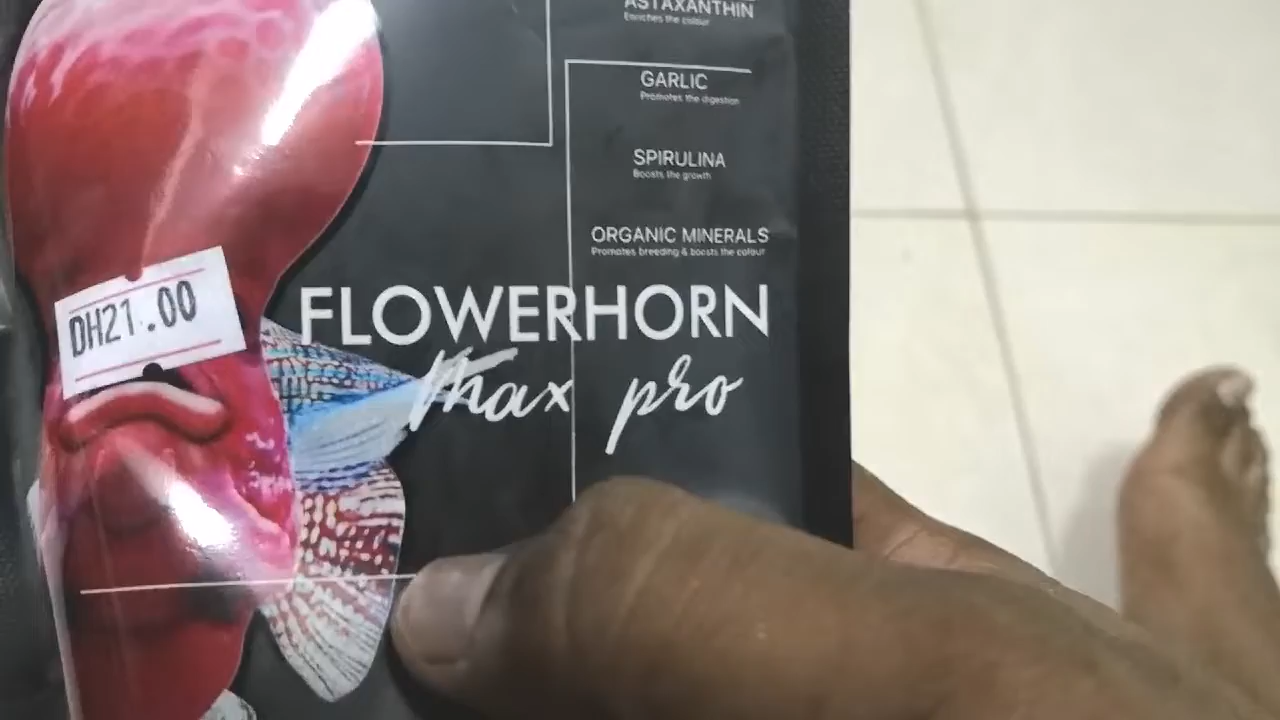 ASTAXANTHIN
Enriches the colour
GARLIC
Promotes the digestion
SPIRULINA
Boosts the growth
ORGANIC MINERALS
Promotes breeding & boosts the colour
DH21.00
FLOWERHORN
Max pro